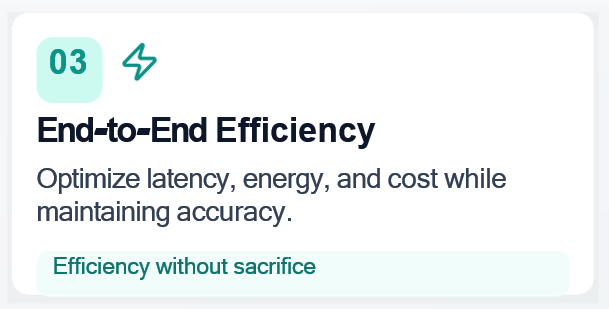 03
End-to-End Efficiency
Optimize latency, energy, and cost while
maintaining accuracy.
Efficiency without sacrifice